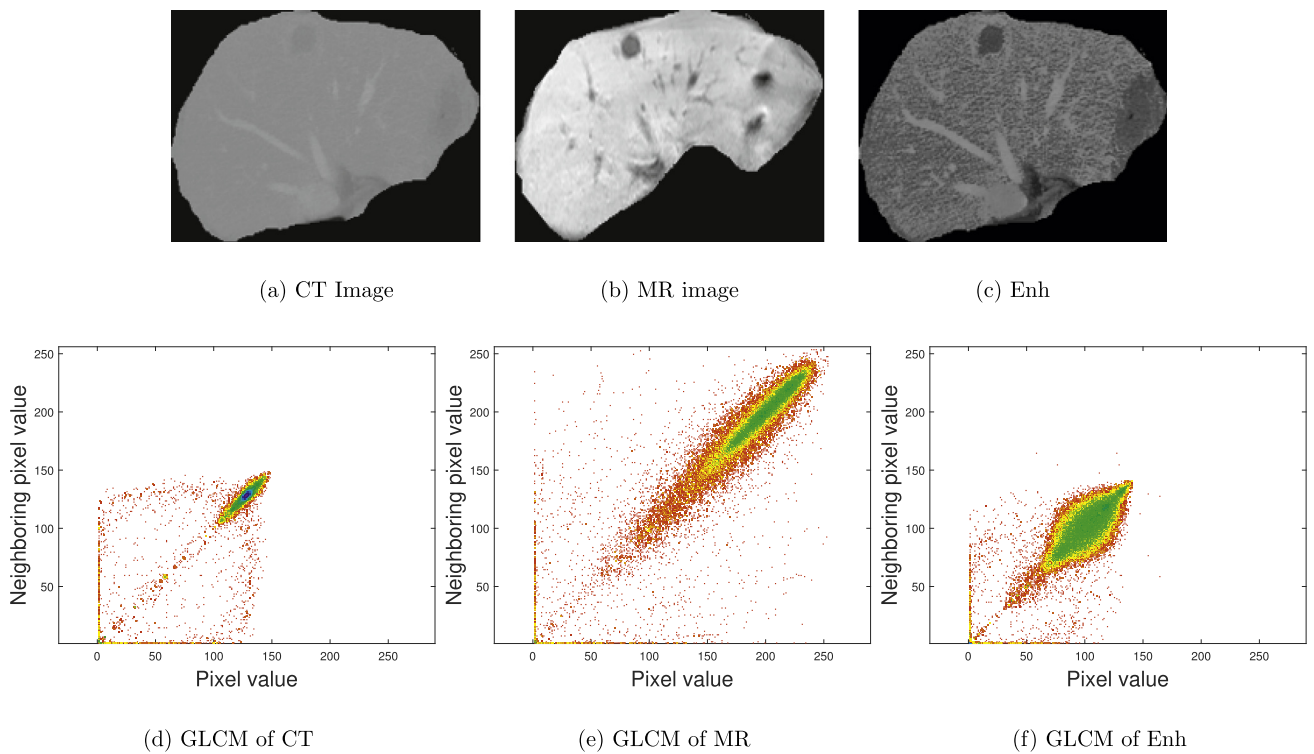 (a) CT Image
(b) MR image
(c) Enh
250
200
150
100
50
Neighboring pixel value
0 50 100 150 200 250
Pixel value
250
200
150
100
50
Neighboring pixel value
0 50 100 150 200 250
Pixel value
250
200
150
100
50
Neighboring pixel value
0 50 100 150 200 250
Pixel value
(d) GLCM of CT
(e) GLCM of MR
(f) GLCM of Enh